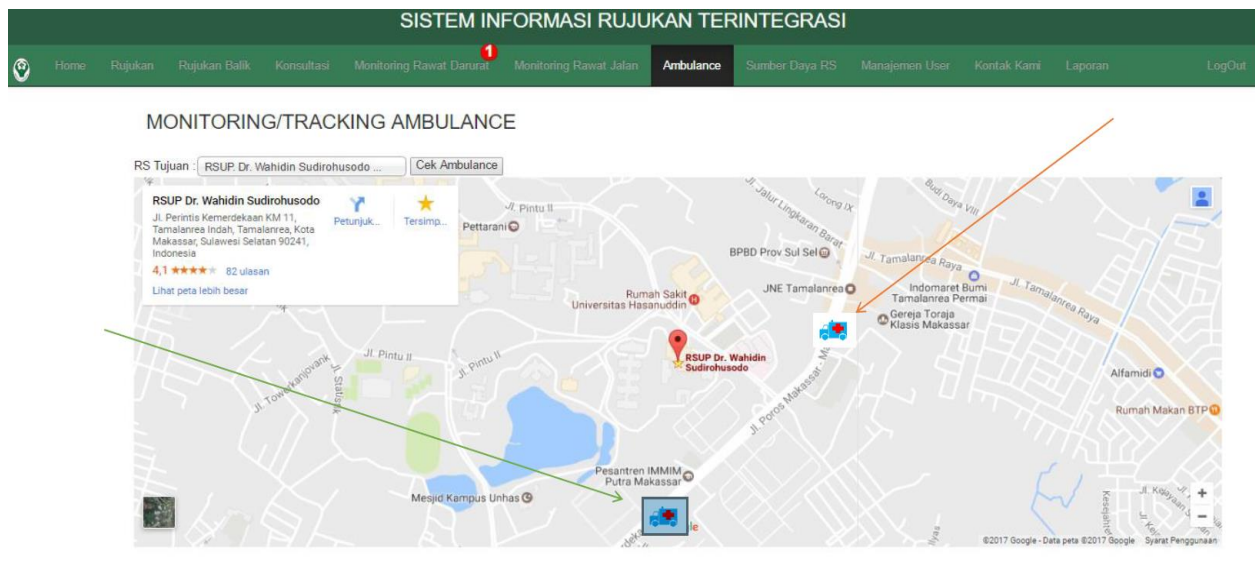 SISTEM INFORMASI RUJUKAN TERINTEGRASI
Home Rujukan Rujukan Balik Konsultasi Monitoring Rawat Darurat 1 Monitoring Rawat Jalan Ambulance Sumber Daya RS Manajemen User Kontak Kami Laporan LogOut
MONITORING/TRACKING AMBULANCE
RS Tujuan : RSUP. Dr. Wahidin Sudirohusodo ... Cek Ambulance
RSUP Dr. Wahidin Sudirohusodo
Jl. Perintis Kemerdekaan KM 11,
Tamalanrea Indah, Tamalanrea, Kota
Makassar, Sulawesi Selatan 90241,
Indonesia
4,1 ★★★★★ 82 ulasan
Lihat peta lebih besar
Petunjuk...
Tersimp...
Jl. Pintu II
Pettarani
Jl. Jalur Lingkaran Barat
Lorong IX
Budi Daya VIII
BPBD Prov Sul Sel
Jl. Tamalanrea Raya
JNE Tamalanrea
Indomaret Bumi
Tamalanrea Permai
Jl. Tamalanrea Raya
Rumah Sakit
Universitas Hasanuddin
Gereja Toraja
Klasis Makassar
RSUP Dr. Wahidin
Sudirohusodo
Jl. Pintu II
Jl. Pintu II
Jl. Statistik
Jl. Poros Makassar - Ma
Alfamidi
Rumah Makan BTP
Pesantren IMMIM
Putra Makassar
Mesjid Kampus Unhas
Ilyas
+
−
©2017 Google - Data peta ©2017 Google Syarat Penggunaan